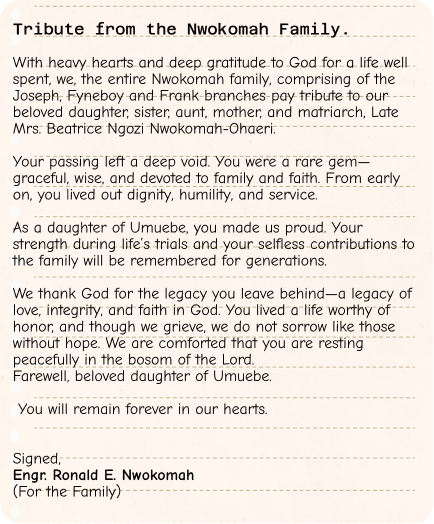 Tribute from the Nwokomah Family.
With heavy hearts and deep gratitude to God for a life well
spent, we, the entire Nwokomah family, comprising of the
Joseph, Fyneboy and Frank branches pay tribute to our
beloved daughter, sister, aunt, mother, and matriarch, Late
Mrs. Beatrice Ngozi Nwokomah-Ohaeri.
Your passing left a deep void. You were a rare gem—
graceful, wise, and devoted to family and faith. From early
on, you lived out dignity, humility, and service.
As a daughter of Umuebe, you made us proud. Your
strength during life's trials and your selfless contributions to
the family will be remembered for generations.
We thank God for the legacy you leave behind—a legacy of
love, integrity, and faith in God. You lived a life worthy of
honor, and though we grieve, we do not sorrow like those
without hope. We are comforted that you are resting
peacefully in the bosom of the Lord.
Farewell, beloved daughter of Umuebe.
You will remain forever in our hearts.
Signed,
Engr. Ronald E. Nwokomah
(For the Family)